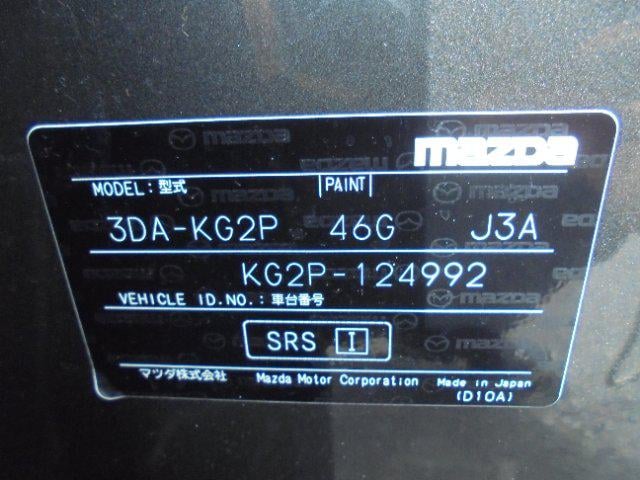 mazda
MODEL:型式 PAINT
3DA-KG2P 46G J3A
KG2P-124992
VEHICLE ID.NO.:車台番号
SRS I
マツダ株式会社 Mazda Motor Corporation Made in Japan
(D10A)